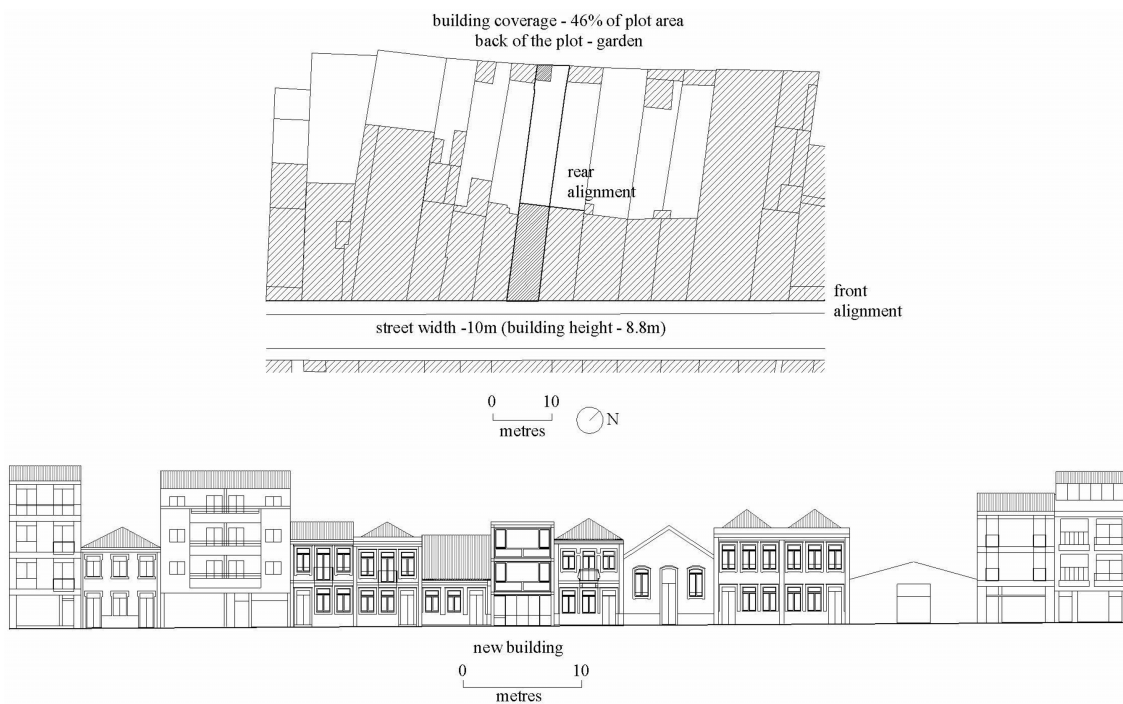 building coverage - 46% of plot area
back of the plot - garden
rear
alignment
front
alignment
street width -10m (building height - 8.8m)
0 10
metres
N
new building
0 10
metres